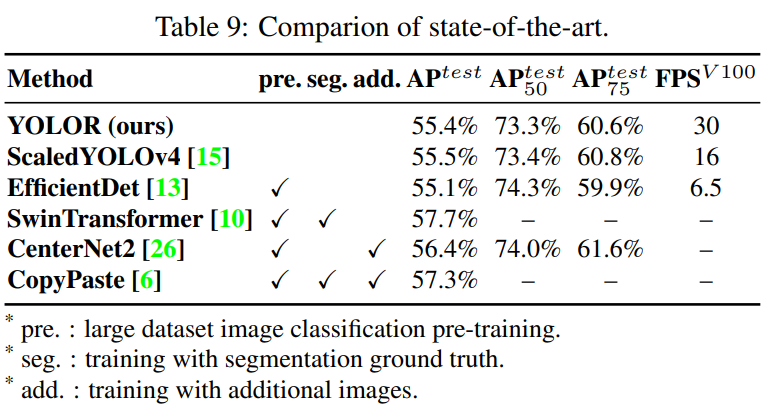 Table 9: Comparion of state-of-the-art.
Method pre. seg. add. AP^test AP_50^test AP_75^test FPS^V100
YOLOR (ours) 55.4% 73.3% 60.6% 30
ScaledYOLOv4 [15] 55.5% 73.4% 60.8% 16
EfficientDet [13] ✓ 55.1% 74.3% 59.9% 6.5
SwinTransformer [10] ✓ ✓ 57.7% – – –
CenterNet2 [26] ✓ ✓ 56.4% 74.0% 61.6% –
CopyPaste [6] ✓ ✓ ✓ 57.3% – – –
* pre. : large dataset image classification pre-training.
* seg. : training with segmentation ground truth.
* add. : training with additional images.